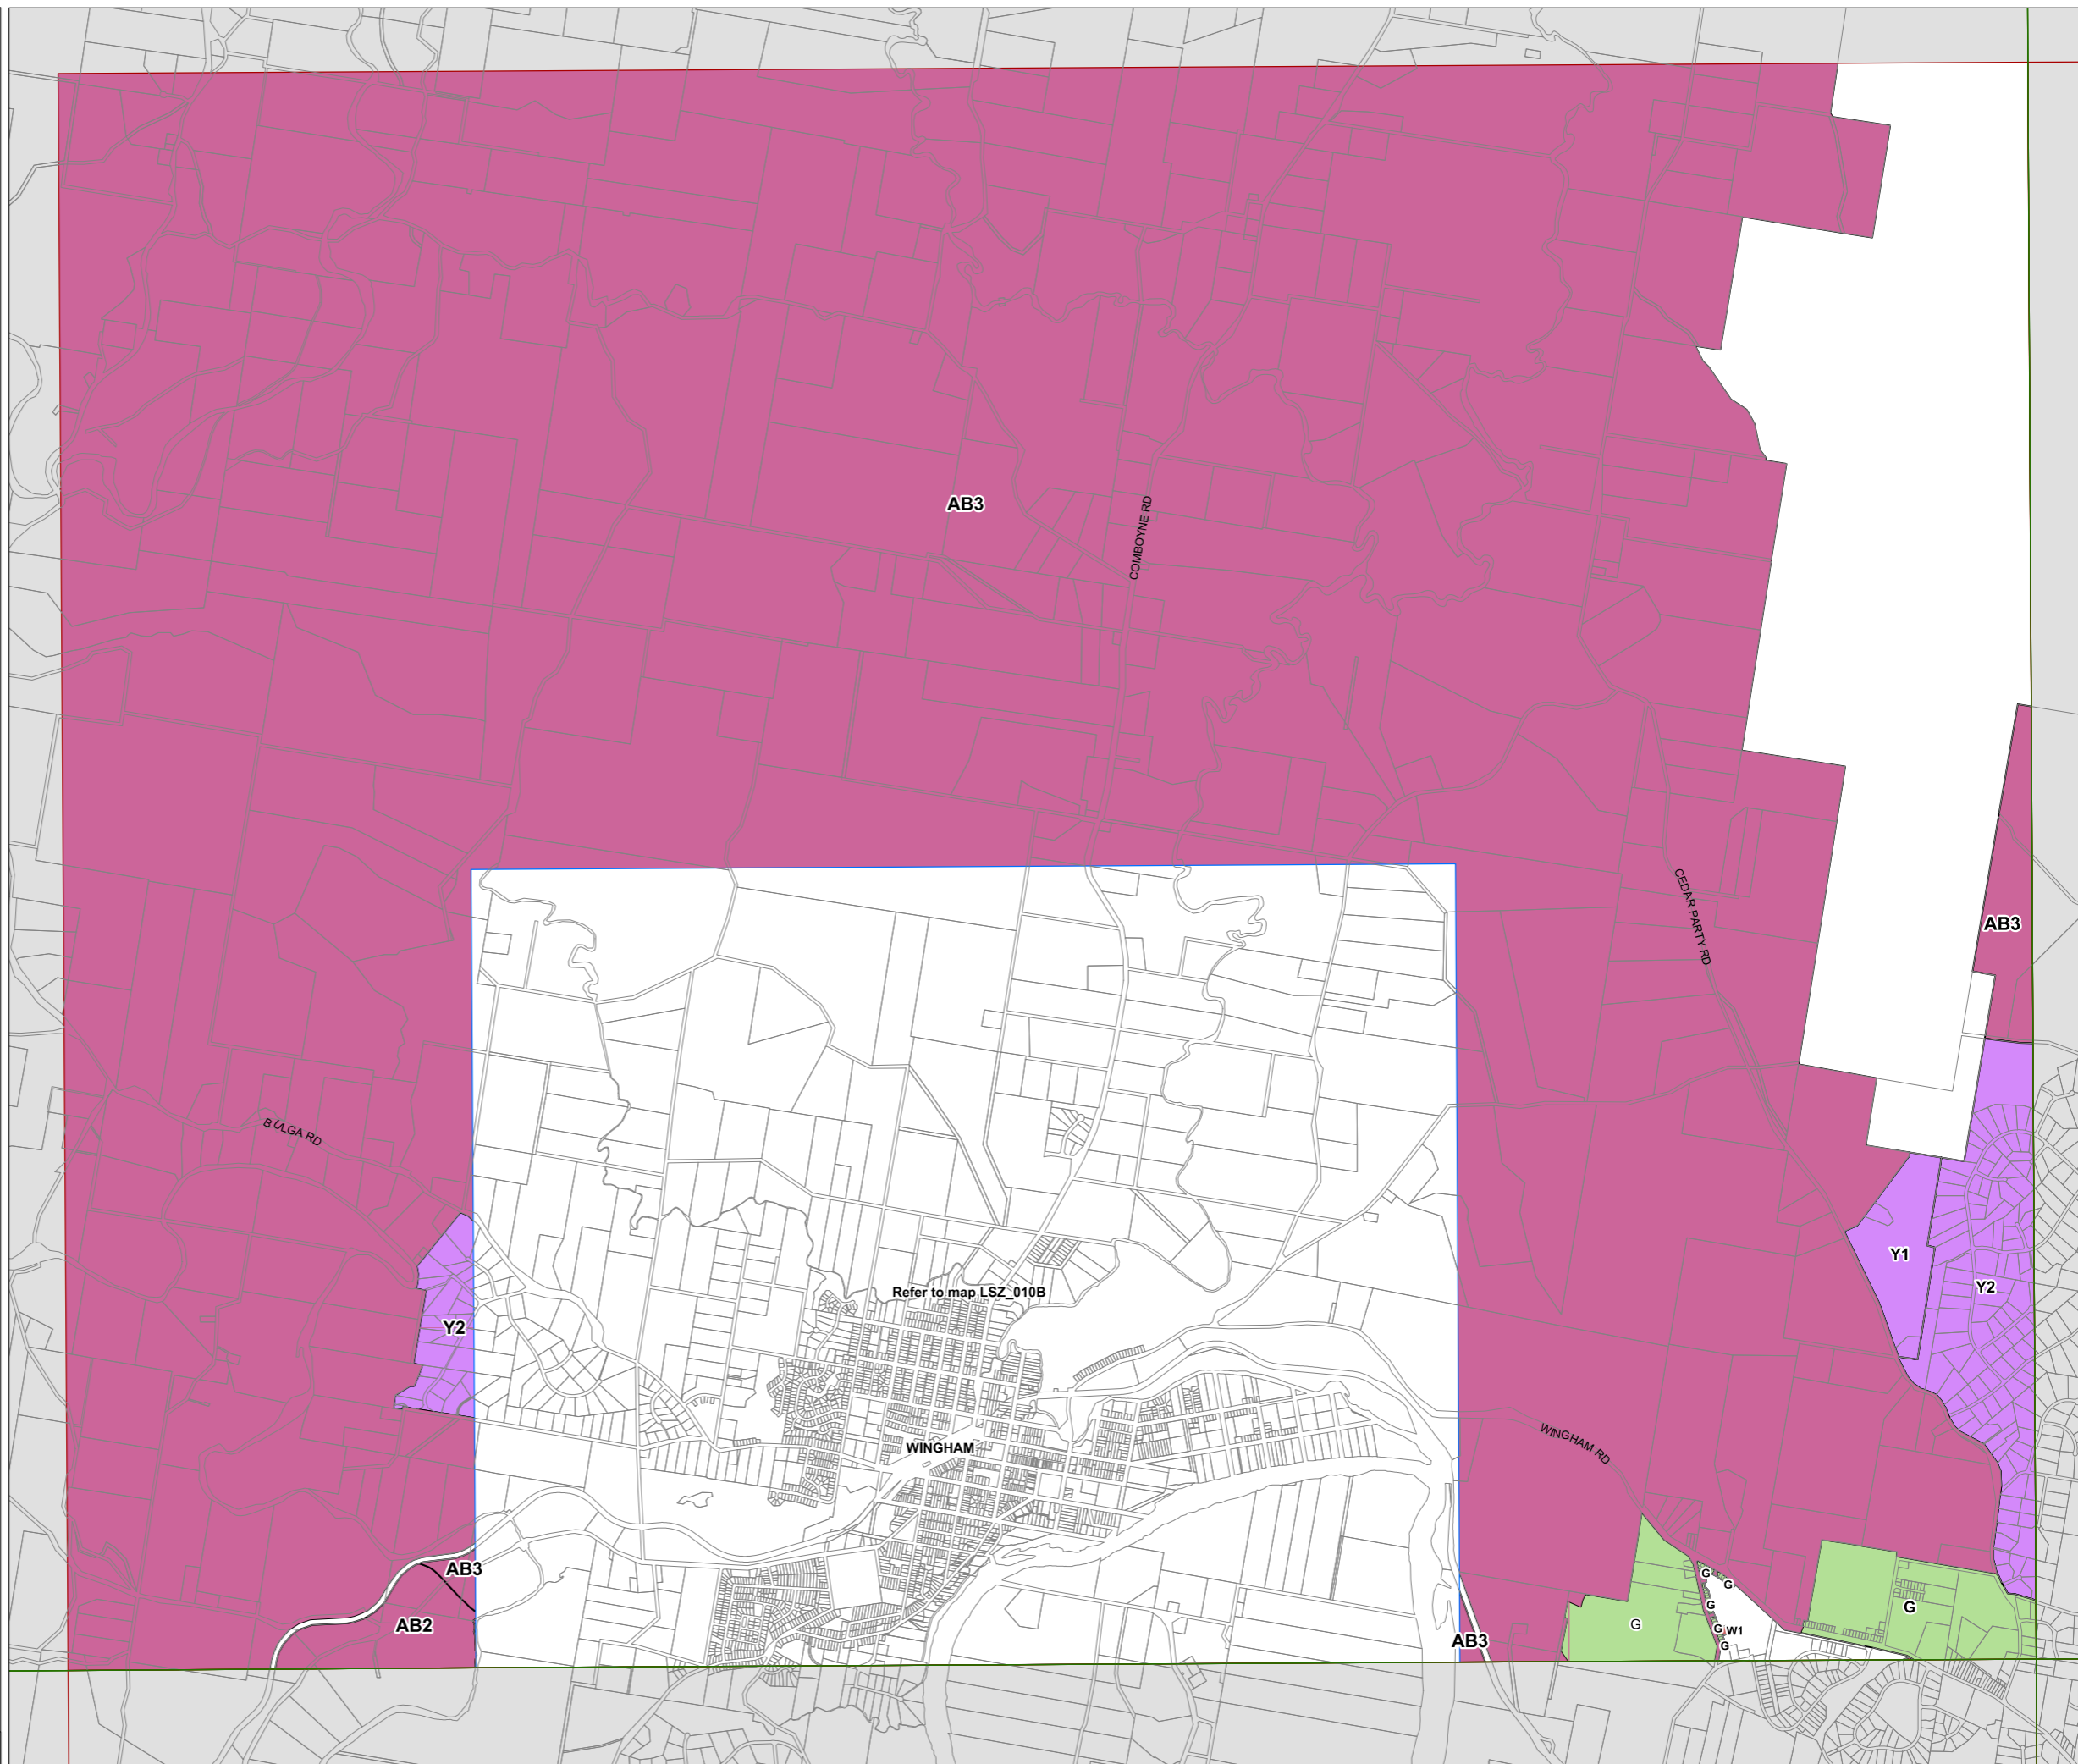 AB3
COMBOYNE RD
CEDAR PARTY RD
AB3
BULGA RD
Y1
Y2
Refer to map LSZ_010B
Y2
WINGHAM
WINGHAM RD
AB3
G
G
G
G
G
AB2
G
W1
AB3
G